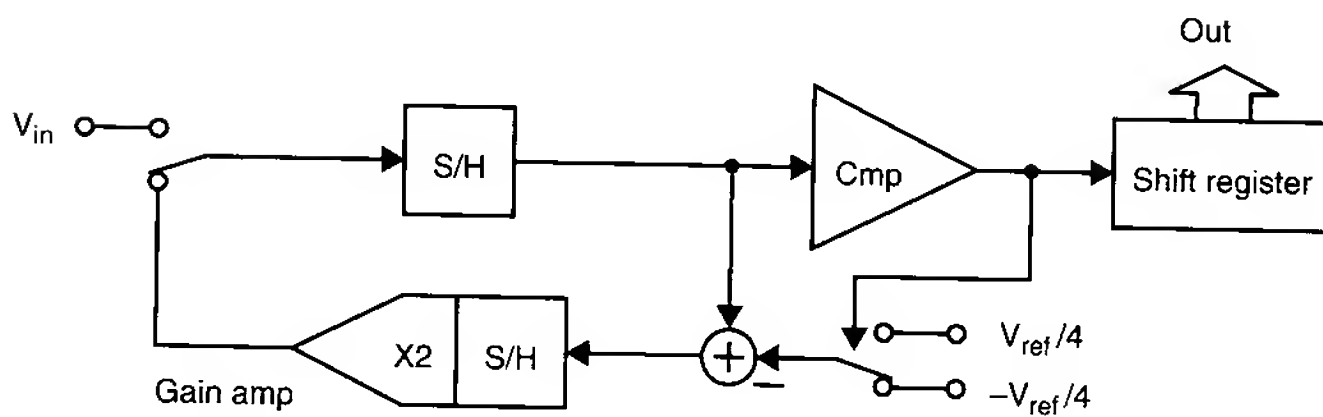 Out
V_in
S/H
Cmp
Shift register
X2
S/H
+
−
V_ref/4
−V_ref/4
Gain amp